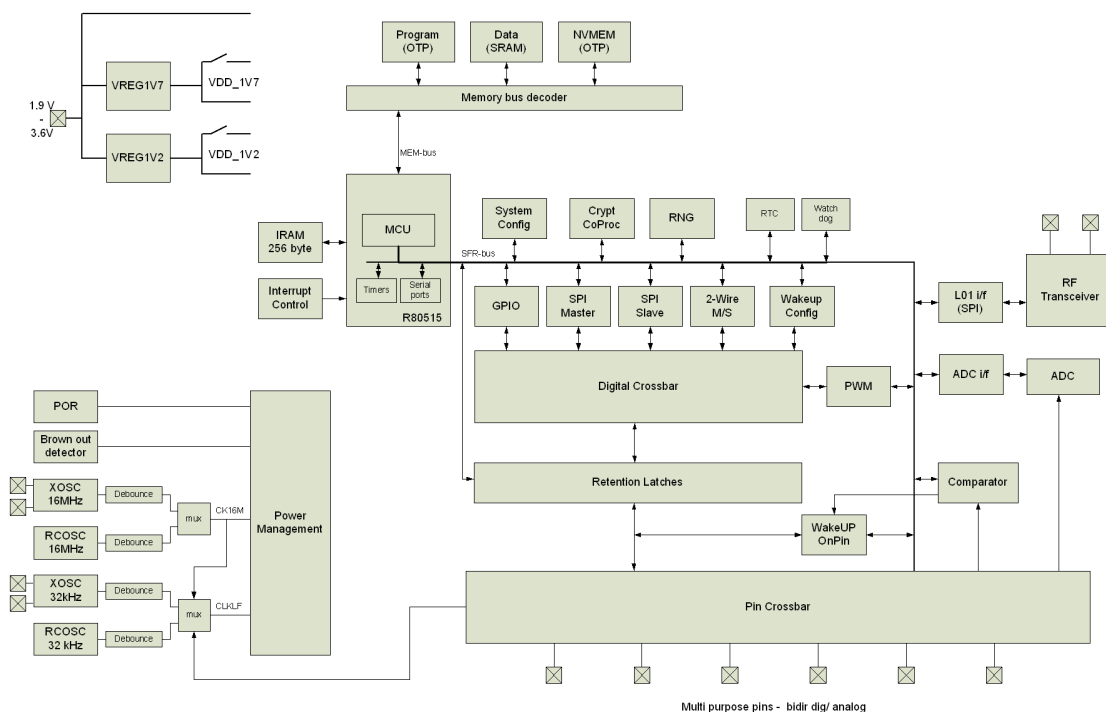 Program
(OTP)
Data
(SRAM)
NVMEM
(OTP)
VREG1V7
VDD_1V7
Memory bus decoder
1.9 V
-
3.6V
VREG1V2
VDD_1V2
MEM-bus
MCU
System
Config
Crypt
CoProc
RNG
RTC
Watch
dog
IRAM
256 byte
SFR-bus
Interrupt
Control
Timers
Serial
ports
R80515
GPIO
SPI
Master
SPI
Slave
2-Wire
M/S
Wakeup
Config
L01 i/f
(SPI)
RF
Transceiver
Digital Crossbar
PWM
ADC i/f
ADC
POR
Brown out
detector
Retention Latches
Comparator
XOSC
16MHz
Debounce
mux
CK16M
Power
Management
WakeUP
OnPin
RCOSC
16MHz
Debounce
XOSC
32kHz
Debounce
mux
CLKLF
Pin Crossbar
RCOSC
32 kHz
Debounce
Multi purpose pins - bidir dig/ analog